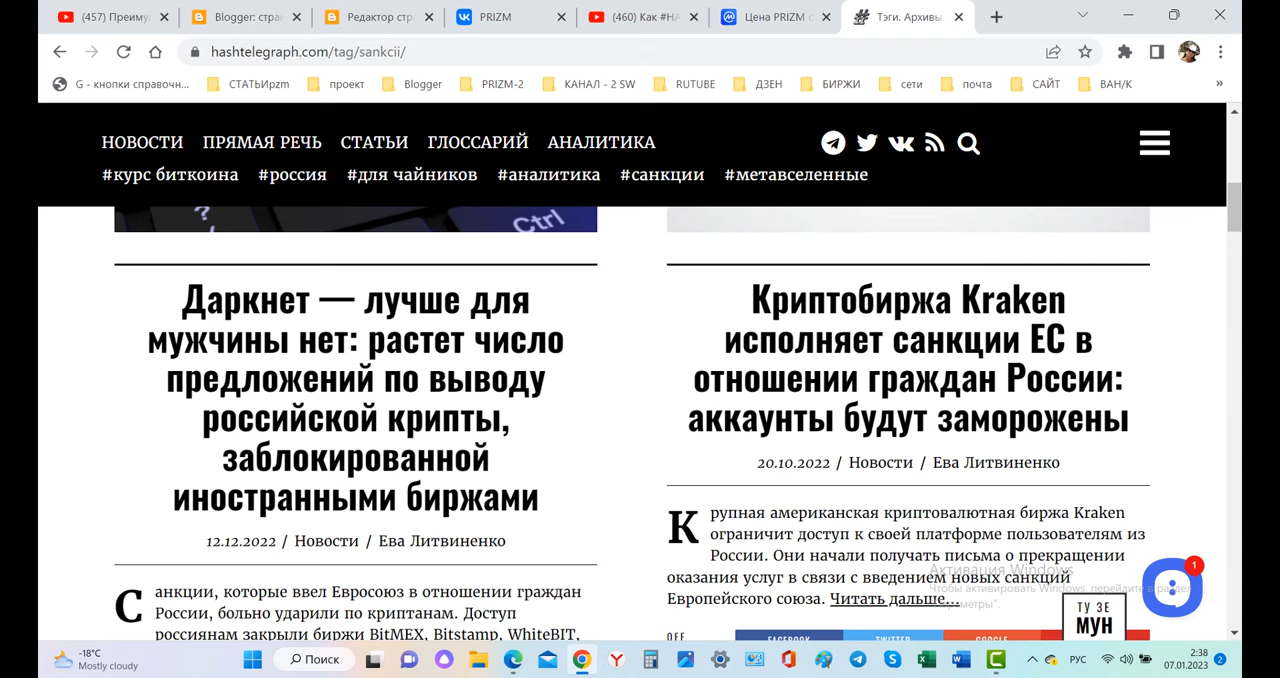 (457) Преиму
Blogger: стра
Редактор стра
PRIZM
(460) Как #НА
Цена PRIZM с
Тэги. Архивы
hashtelegraph.com/tag/sankcii/
G - кнопки справочн...
СТАТЬИpzm
проект
Blogger
PRIZM-2
КАНАЛ - 2 SW
RUTUBE
ДЗЕН
БИРЖИ
сети
почта
САЙТ
ВАН/К
»
НОВОСТИ ПРЯМАЯ РЕЧЬ СТАТЬИ ГЛОССАРИЙ АНАЛИТИКА
#курс биткоина #россия #для чайников #аналитика #санкции #метавселенные
? Ctrl
Даркнет — лучше для
мужчины нет: растет число
предложений по выводу
российской крипты,
заблокированной
иностранными биржами
12.12.2022 / Новости / Ева Литвиненко
Санкции, которые ввел Евросоюз в отношении граждан
России, больно ударили по криптанам. Доступ
россиянам закрыли биржи BitMEX, Bitstamp, WhiteBIT,
Криптобиржа Kraken
исполняет санкции ЕС в
отношении граждан России:
аккаунты будут заморожены
20.10.2022 / Новости / Ева Литвиненко
Крупная американская криптовалютная биржа Kraken
ограничит доступ к своей платформе пользователям из
России. Они начали получать письма о прекращении
оказания услуг в связи с введением новых санкций
Европейского союза. Читать дальше...
Активация Windows
Чтобы активировать Windows, перейдите в раздел
"Параметры".
1
ТУ ЗЕ
МУН
FACEBOOK
TWITTER
GOOGLE
-18°C
Mostly cloudy
Поиск
РУС
2:38
07.01.2023
2